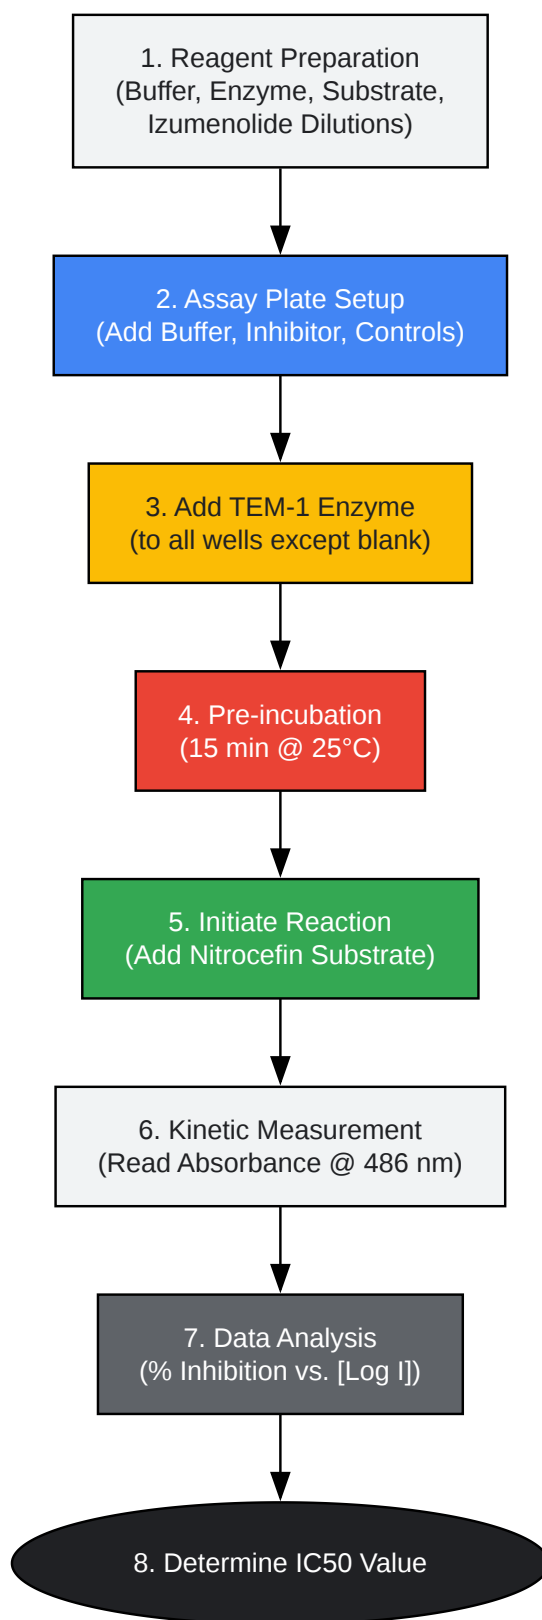 1. Reagent Preparation
(Buffer, Enzyme, Substrate,
Izumenolide Dilutions)
2. Assay Plate Setup
(Add Buffer, Inhibitor, Controls)
3. Add TEM-1 Enzyme
(to all wells except blank)
4. Pre-incubation
(15 min @ 25°C)
5. Initiate Reaction
(Add Nitrocefin Substrate)
6. Kinetic Measurement
(Read Absorbance @ 486 nm)
7. Data Analysis
(% Inhibition vs. [Log I])
8. Determine IC50 Value